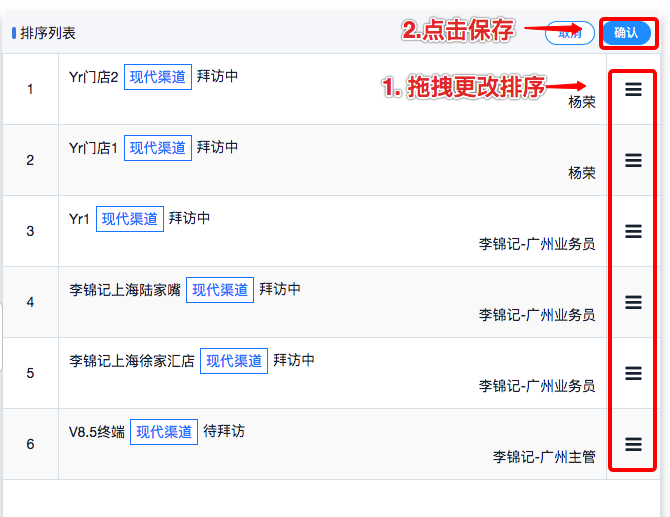 排序列表
2.点击保存
取消
确认
1. 拖拽更改排序
1
Yr门店2 现代渠道 拜访中
杨荣
2
Yr门店1 现代渠道 拜访中
杨荣
3
Yr1 现代渠道 拜访中
李锦记-广州业务员
4
李锦记上海陆家嘴 现代渠道 拜访中
李锦记-广州业务员
5
李锦记上海徐家汇店 现代渠道 拜访中
李锦记-广州业务员
6
V8.5终端 现代渠道 待拜访
李锦记-广州主管